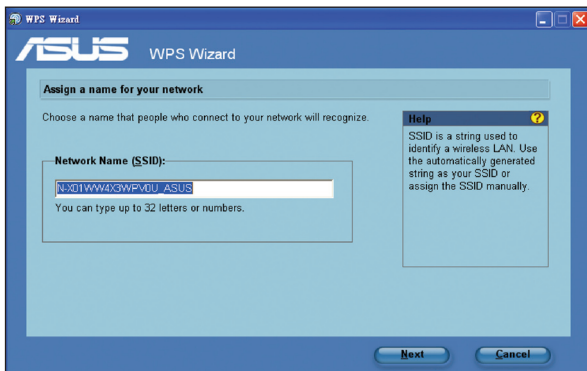 WPS Wizard
ASUS WPS Wizard
Assign a name for your network
Choose a name that people who connect to your network will recognize.
Network Name (SSID):
N-X01WW4X3WPV0U_ASUS
You can type up to 32 letters or numbers.
Help
SSID is a string used to
identify a wireless LAN. Use
the automatically generated
string as your SSID or
assign the SSID manually.
Next Cancel